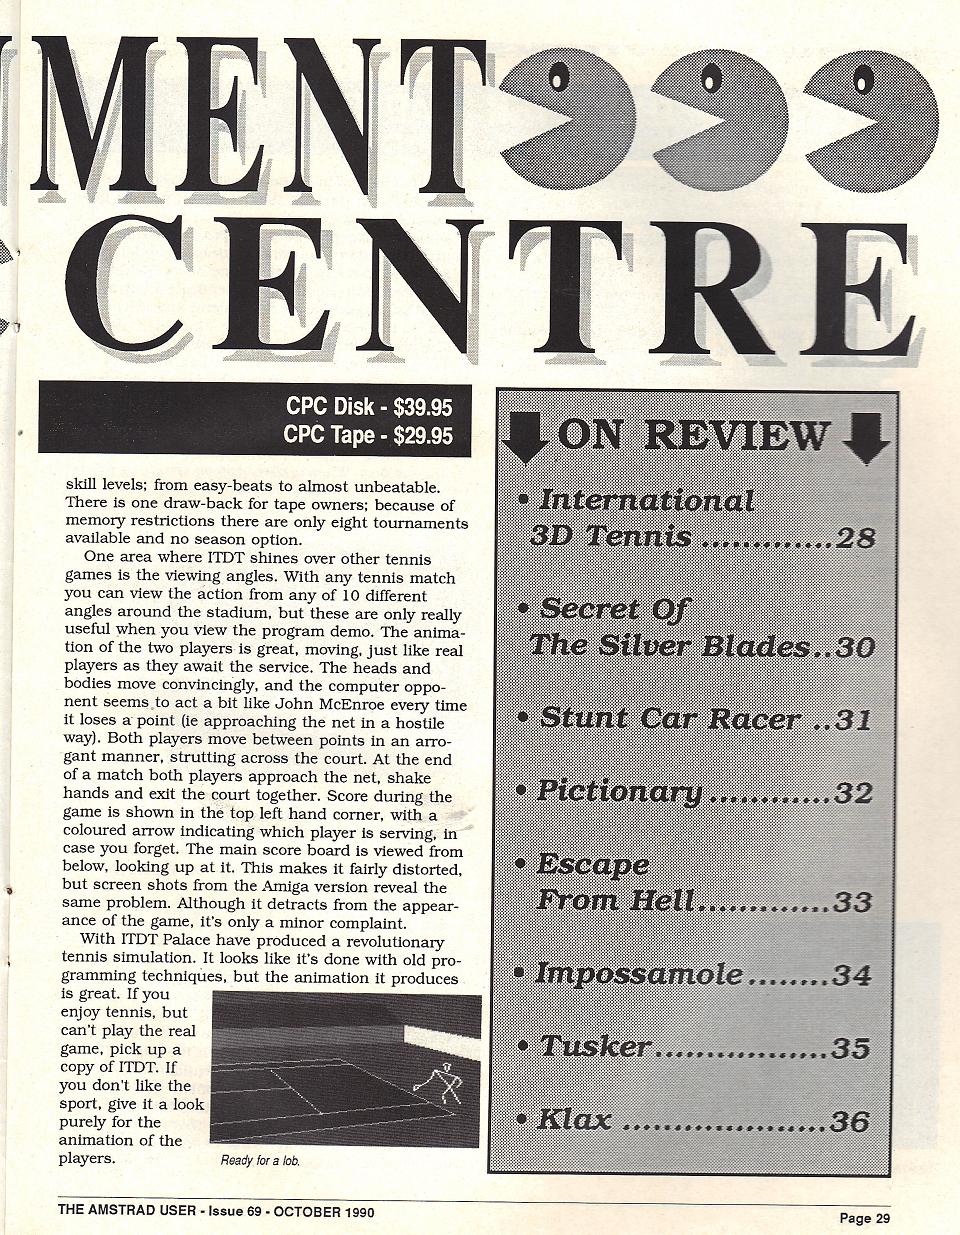 MENT
CENTRE
CPC Disk - $39.95
CPC Tape - $29.95
skill levels; from easy-beats to almost unbeatable.
There is one draw-back for tape owners; because of
memory restrictions there are only eight tournaments
available and no season option.
One area where ITDT shines over other tennis
games is the viewing angles. With any tennis match
you can view the action from any of 10 different
angles around the stadium, but these are only really
useful when you view the program demo. The anima-
tion of the two players is great, moving, just like real
players as they await the service. The heads and
bodies move convincingly, and the computer oppo-
nent seems to act a bit like John McEnroe every time
it loses a point (ie approaching the net in a hostile
way). Both players move between points in an arro-
gant manner, strutting across the court. At the end
of a match both players approach the net, shake
hands and exit the court together. Score during the
game is shown in the top left hand corner, with a
coloured arrow indicating which player is serving, in
case you forget. The main score board is viewed from
below, looking up at it. This makes it fairly distorted,
but screen shots from the Amiga version reveal the
same problem. Although it detracts from the appear-
ance of the game, it's only a minor complaint.
With ITDT Palace have produced a revolutionary
tennis simulation. It looks like it's done with old pro-
gramming techniques, but the animation it produces
is great. If you
enjoy tennis, but
can't play the real
game, pick up a
copy of ITDT. If
you don't like the
sport, give it a look
purely for the
animation of the
players.
Ready for a lob.
ON REVIEW
• International
3D Tennis .............28
• Secret Of
The Silver Blades..30
• Stunt Car Racer ..31
• Pictionary ............32
• Escape
From Hell.............33
• Impossamole........34
• Tusker.................35
• Klax ....................36
THE AMSTRAD USER - Issue 69 - OCTOBER 1990
Page 29